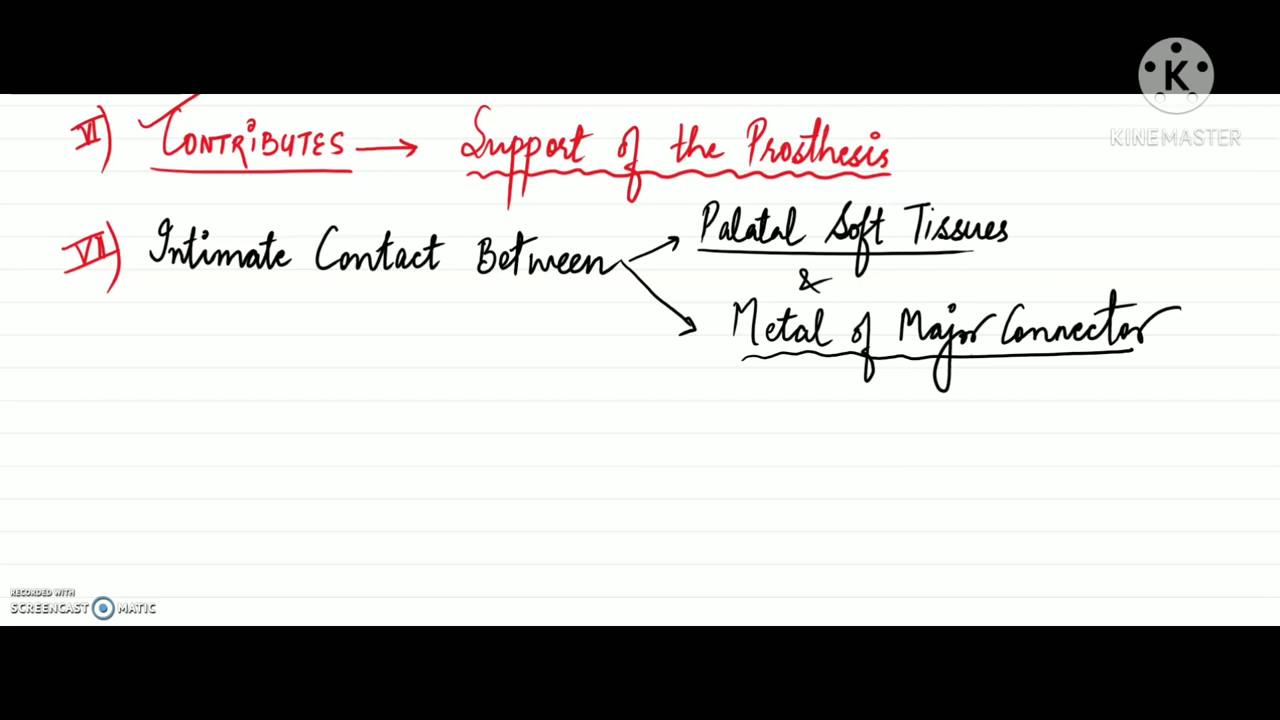 K
KINEMASTER
VI) CONTRIBUTES → Support of the Prosthesis
VII) Intimate Contact Between
Palatal Soft Tissues
&
Metal of Major Connector
RECORDED WITH
SCREENCAST MATIC